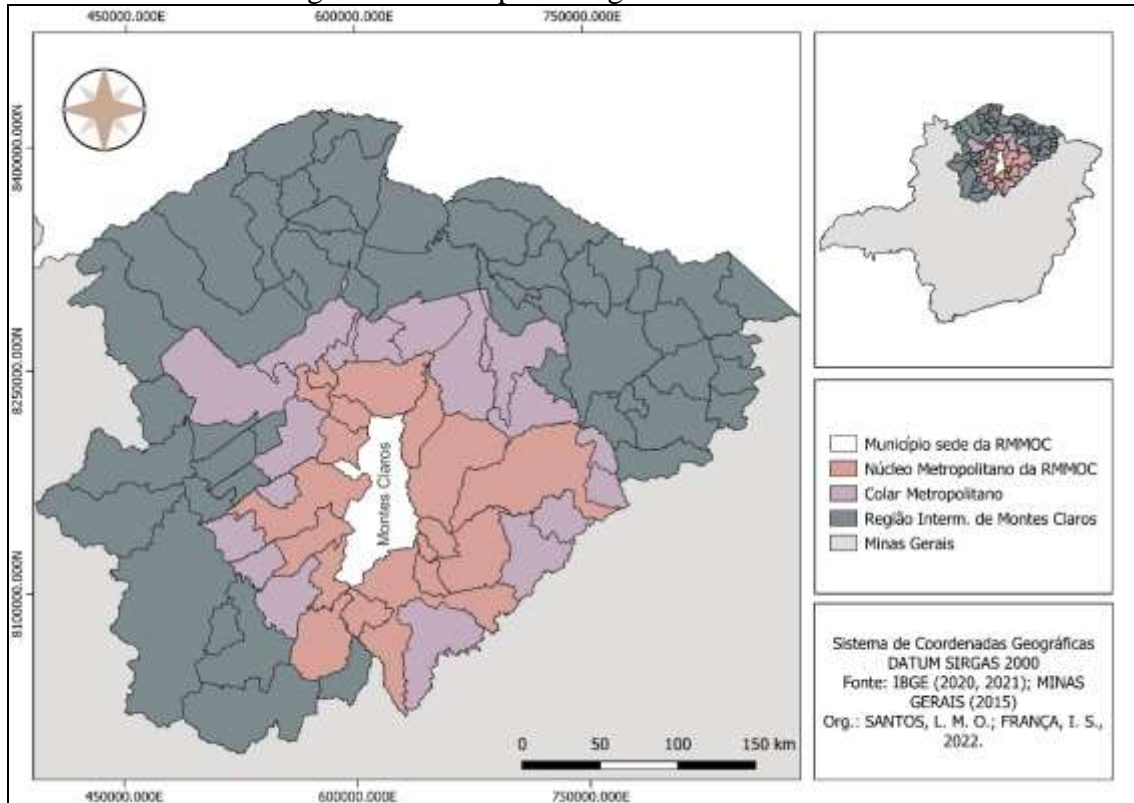 450000.000E 600000.000E 750000.000E
8400000.000N
8250000.000N
8100000.000N
Montes Claros
0 50 100 150 km
450000.000E 600000.000E 750000.000E
Município sede da RMMOC
Núcleo Metropolitano da RMMOC
Colar Metropolitano
Região Interm. de Montes Claros
Minas Gerais
Sistema de Coordenadas Geográficas
DATUM SIRGAS 2000
Fonte: IBGE (2020, 2021); MINAS
GERAIS (2015)
Org.: SANTOS, L. M. O.; FRANÇA, I. S.,
2022.